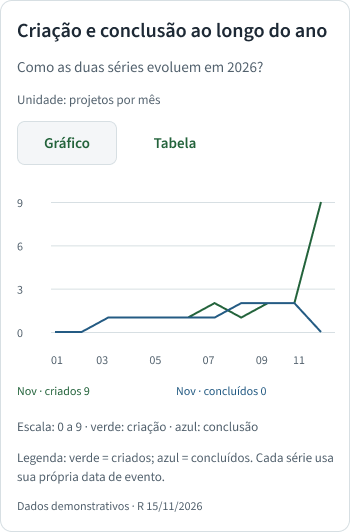 Criação e conclusão ao longo do ano
Como as duas séries evoluem em 2026?
Unidade: projetos por mês
Gráfico Tabela
9
6
3
0
01 03 05 07 09 11
Nov · criados 9 Nov · concluídos 0
Escala: 0 a 9 · verde: criação · azul: conclusão
Legenda: verde = criados; azul = concluídos. Cada série usa
sua própria data de evento.
Dados demonstrativos · R 15/11/2026